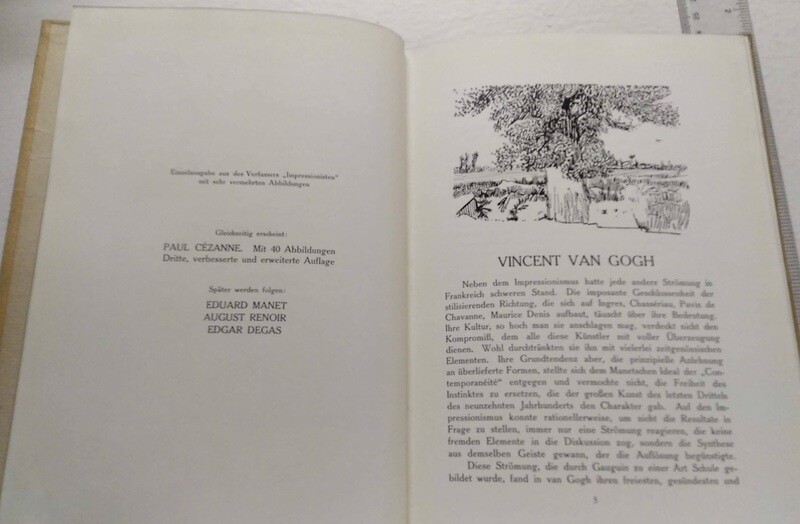 Einzelausgabe aus des Verfassers „Impressionisten"
mit sehr vermehrten Abbildungen
Gleichzeitig erscheint:
PAUL CÉZANNE. Mit 40 Abbildungen
Dritte, verbesserte und erweiterte Auflage
Später werden folgen:
EDUARD MANET
AUGUST RENOIR
EDGAR DEGAS
VINCENT VAN GOGH
Neben dem Impressionismus hatte jede andere Strömung in
Frankreich schweren Stand. Die imposante Geschlossenheit der
stilisierenden Richtung, die sich auf Ingres, Chassériau, Puvis de
Chavanne, Maurice Denis aufbaut, täuscht über ihre Bedeutung.
Ihre Kultur, so hoch man sie anschlagen mag, verdeckt nicht den
Kompromiß, dem alle diese Künstler mit voller Überzeugung
dienen. Wohl durchtränkten sie ihn mit vielerlei zeitgenössischen
Elementen. Ihre Grundtendenz aber, die prinzipielle Anlehnung
an überlieferte Formen, stellte sich dem Manetschen Ideal der „Con-
temporanéité" entgegen und vermochte nicht, die Freiheit des
Instinktes zu ersetzen, die der großen Kunst des letzten Drittels
des neunzehnten Jahrhunderts den Charakter gab. Auf den Im-
pressionismus konnte rationellerweise, um nicht die Resultate in
Frage zu stellen, immer nur eine Strömung reagieren, die keine
fremden Elemente in die Diskussion zog, sondern die Synthese
aus demselben Geiste gewann, der die Auflösung begünstigte.
Diese Strömung, die durch Gauguin zu einer Art Schule ge-
bildet wurde, fand in van Gogh ihren freiesten, gesündesten und
5